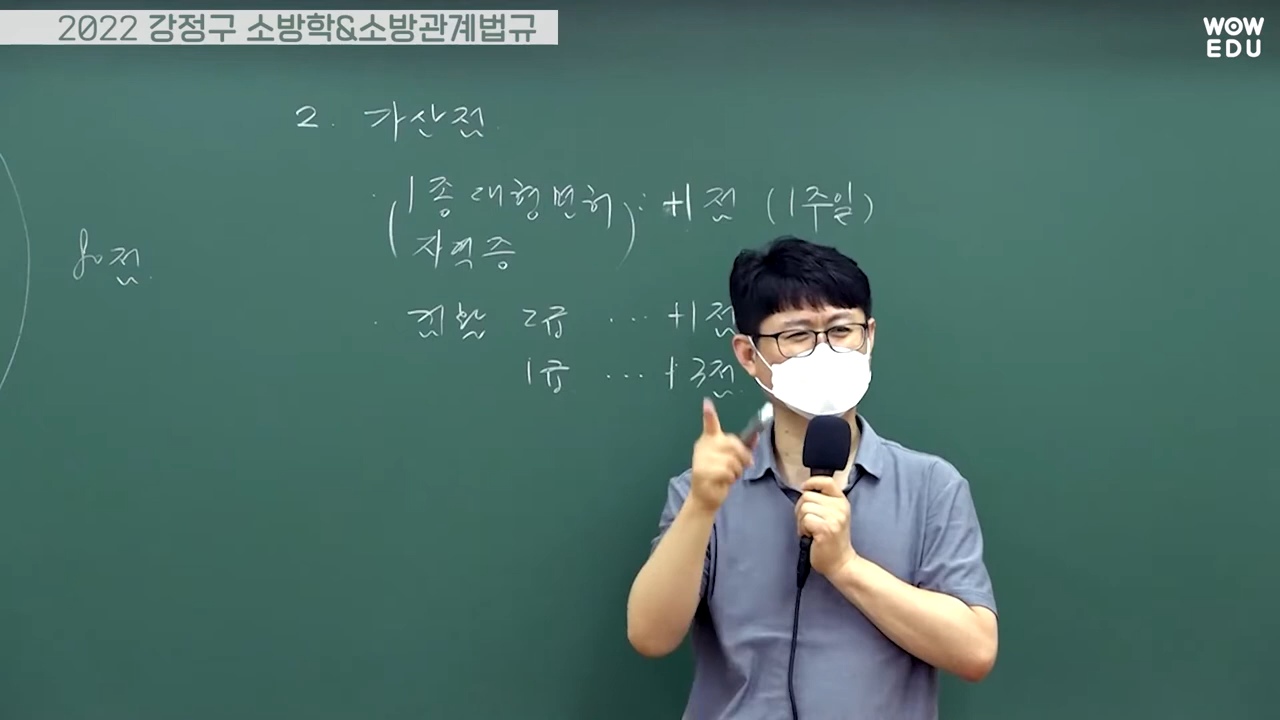 2022 강정구 소방학&소방관계법규
WOW
EDU
2. 가산점.
· (1종 대형면허
자격증) : +1점 (1주일)
80점.
· 컴활 2급 ··· +1점
1급 ··· +3점.